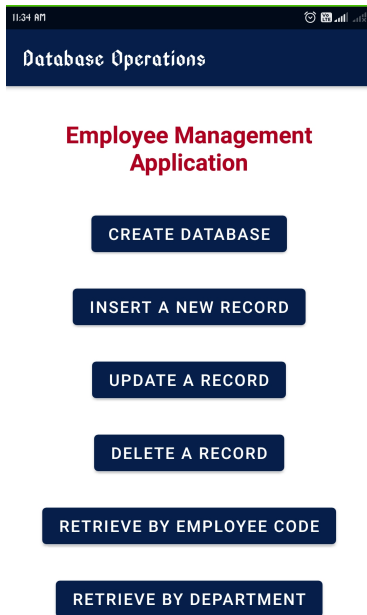 11:34 AM
Database Operations
Employee Management
Application
CREATE DATABASE
INSERT A NEW RECORD
UPDATE A RECORD
DELETE A RECORD
RETRIEVE BY EMPLOYEE CODE
RETRIEVE BY DEPARTMENT